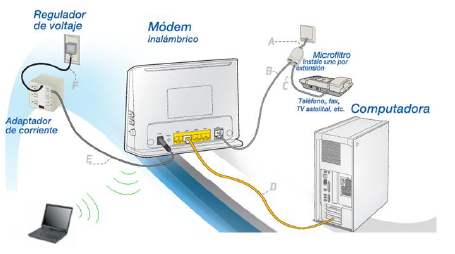 Regulador
de voltaje
F
Adaptador
de corriente
E
Módem
inalámbrico
A
B
C
Microfiltro
Instale uno por
extensión
Teléfono, fax,
TV satelital, etc.
Computadora
D